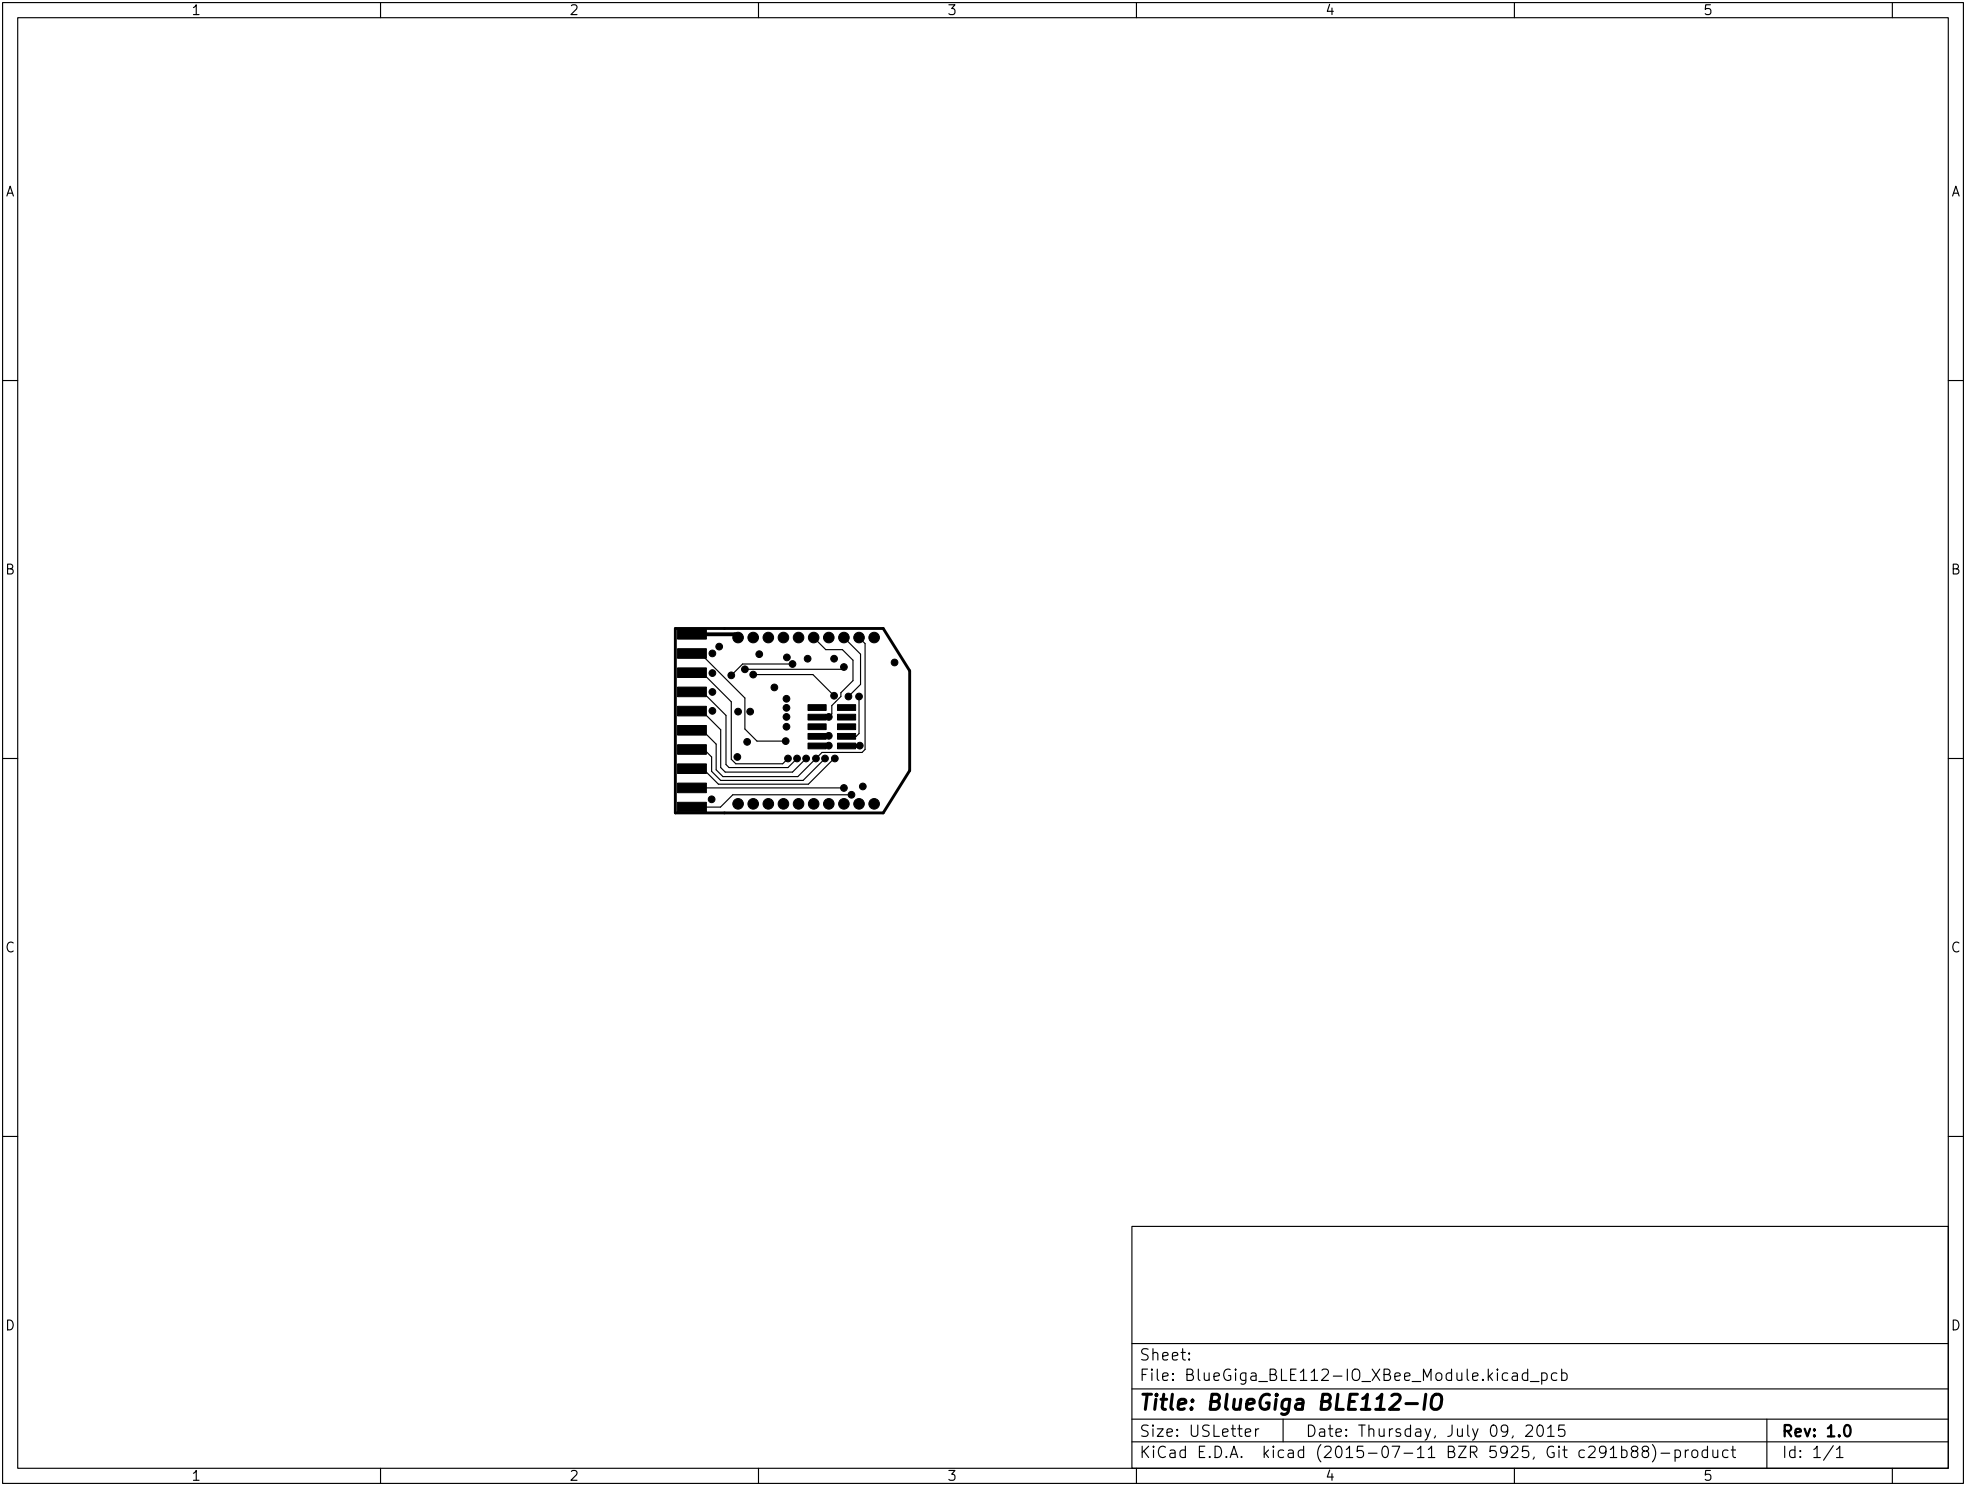 1 2 3 4 5
A A
B B
C C
D D
Sheet:
File: BlueGiga_BLE112-IO_XBee_Module.kicad_pcb
Title: BlueGiga BLE112-IO
Size: USLetter Date: Thursday, July 09, 2015 Rev: 1.0
KiCad E.D.A. kicad (2015-07-11 BZR 5925, Git c291b88)-product Id: 1/1
1 2 3 4 5